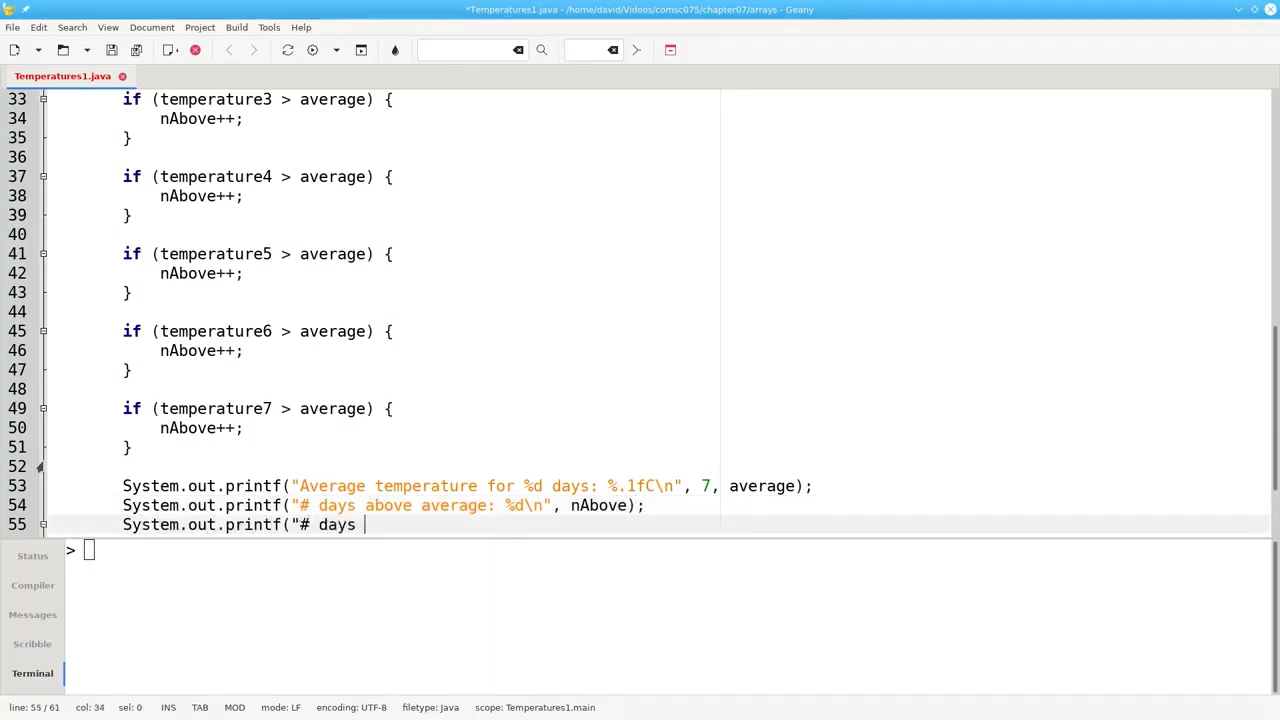 *Temperatures1.java - /home/david/Videos/comsc075/chapter07/arrays - Geany
File Edit Search View Document Project Build Tools Help
Temperatures1.java
33 if (temperature3 > average) {
34 nAbove++;
35 }
36
37 if (temperature4 > average) {
38 nAbove++;
39 }
40
41 if (temperature5 > average) {
42 nAbove++;
43 }
44
45 if (temperature6 > average) {
46 nAbove++;
47 }
48
49 if (temperature7 > average) {
50 nAbove++;
51 }
52
53 System.out.printf("Average temperature for %d days: %.1fC\n", 7, average);
54 System.out.printf("# days above average: %d\n", nAbove);
55 System.out.printf("# days
Status
Compiler
Messages
Scribble
Terminal
>
line: 55 / 61 col: 34 sel: 0 INS TAB MOD mode: LF encoding: UTF-8 filetype: Java scope: Temperatures1.main